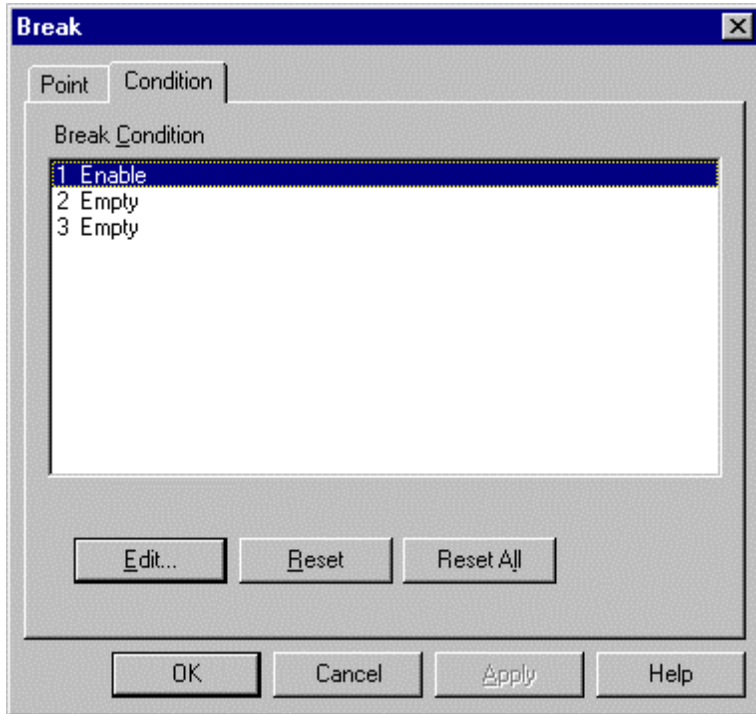 Break
Point Condition
Break Condition
1 Enable
2 Empty
3 Empty
Edit... Reset Reset All
OK Cancel Apply Help